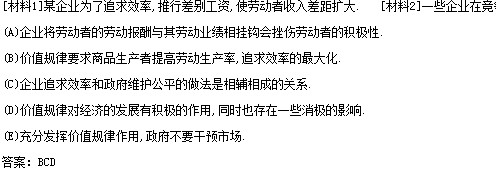 [材料1]某企业为了追求效率,推行差别工资,使劳动者收入差距扩大.    [材料2]一些企业在竞
(A)企业将劳动者的劳动报酬与其劳动业绩相挂钩会挫伤劳动者的积极性.
(B)价值规律要求商品生产者提高劳动生产率,追求效率的最大化.
(C)企业追求效率和政府维护公平的做法是相辅相成的关系.
(D)价值规律对经济的发展有积极的作用,同时也存在一些消极的影响.
(E)充分发挥价值规律作用,政府不要干预市场.
答案：BCD